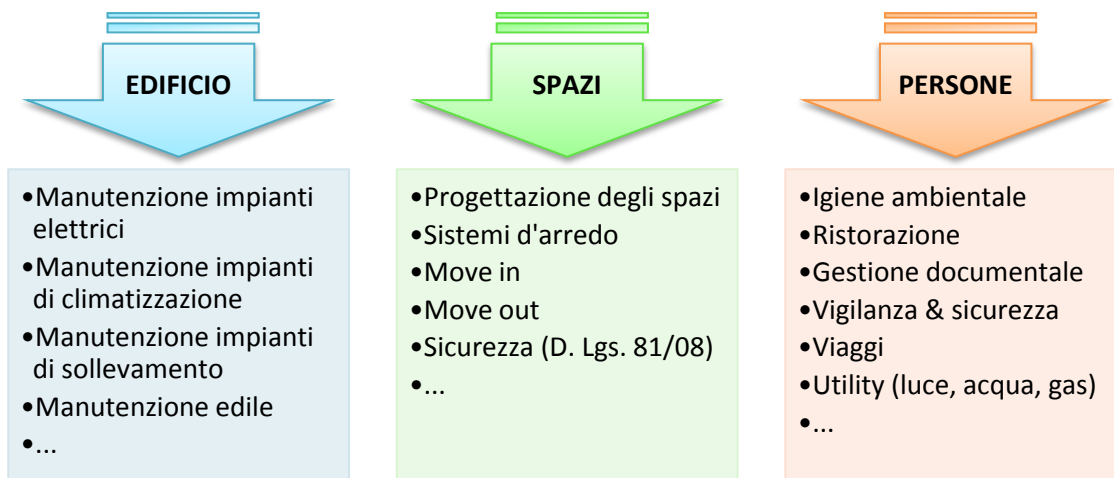 EDIFICIO
•Manutenzione impianti
elettrici
•Manutenzione impianti
di climatizzazione
•Manutenzione impianti
di sollevamento
•Manutenzione edile
•...
SPAZI
•Progettazione degli spazi
•Sistemi d'arredo
•Move in
•Move out
•Sicurezza (D. Lgs. 81/08)
•...
PERSONE
•Igiene ambientale
•Ristorazione
•Gestione documentale
•Vigilanza & sicurezza
•Viaggi
•Utility (luce, acqua, gas)
•...